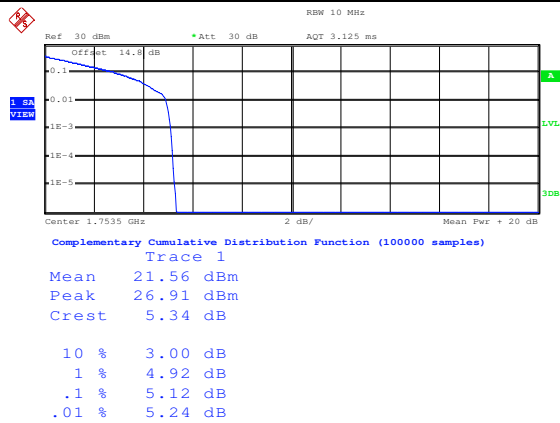 RBW 10 MHz
R S
Ref 30 dBm *Att 30 dB AQT 3.125 ms
Offset 14.8 dB
A
0.1
0.01
1 SA
VIEW
1E-3
LVL
1E-4
1E-5
3DB
Center 1.7535 GHz 2 dB/ Mean Pwr + 20 dB
Complementary Cumulative Distribution Function (100000 samples)
Trace 1
Mean 21.56 dBm
Peak 26.91 dBm
Crest 5.34 dB
10 % 3.00 dB
1 % 4.92 dB
.1 % 5.12 dB
.01 % 5.24 dB